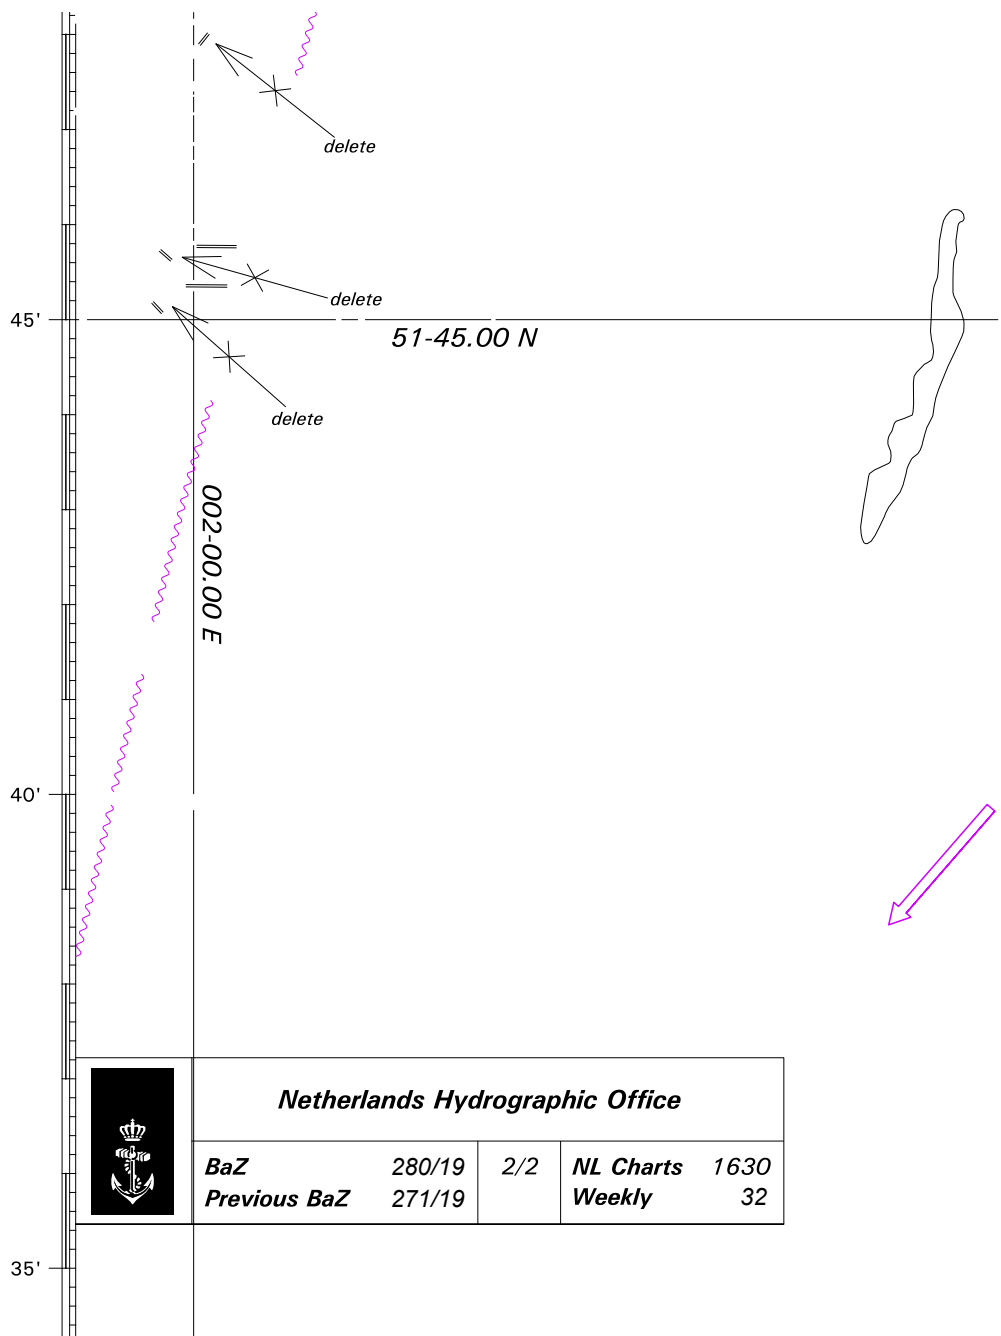 delete
delete
45'
51-45.00 N
delete
002-00.00 E
40'
Netherlands Hydrographic Office
BaZ 280/19 2/2 NL Charts 1630
Previous BaZ 271/19 Weekly 32
35'